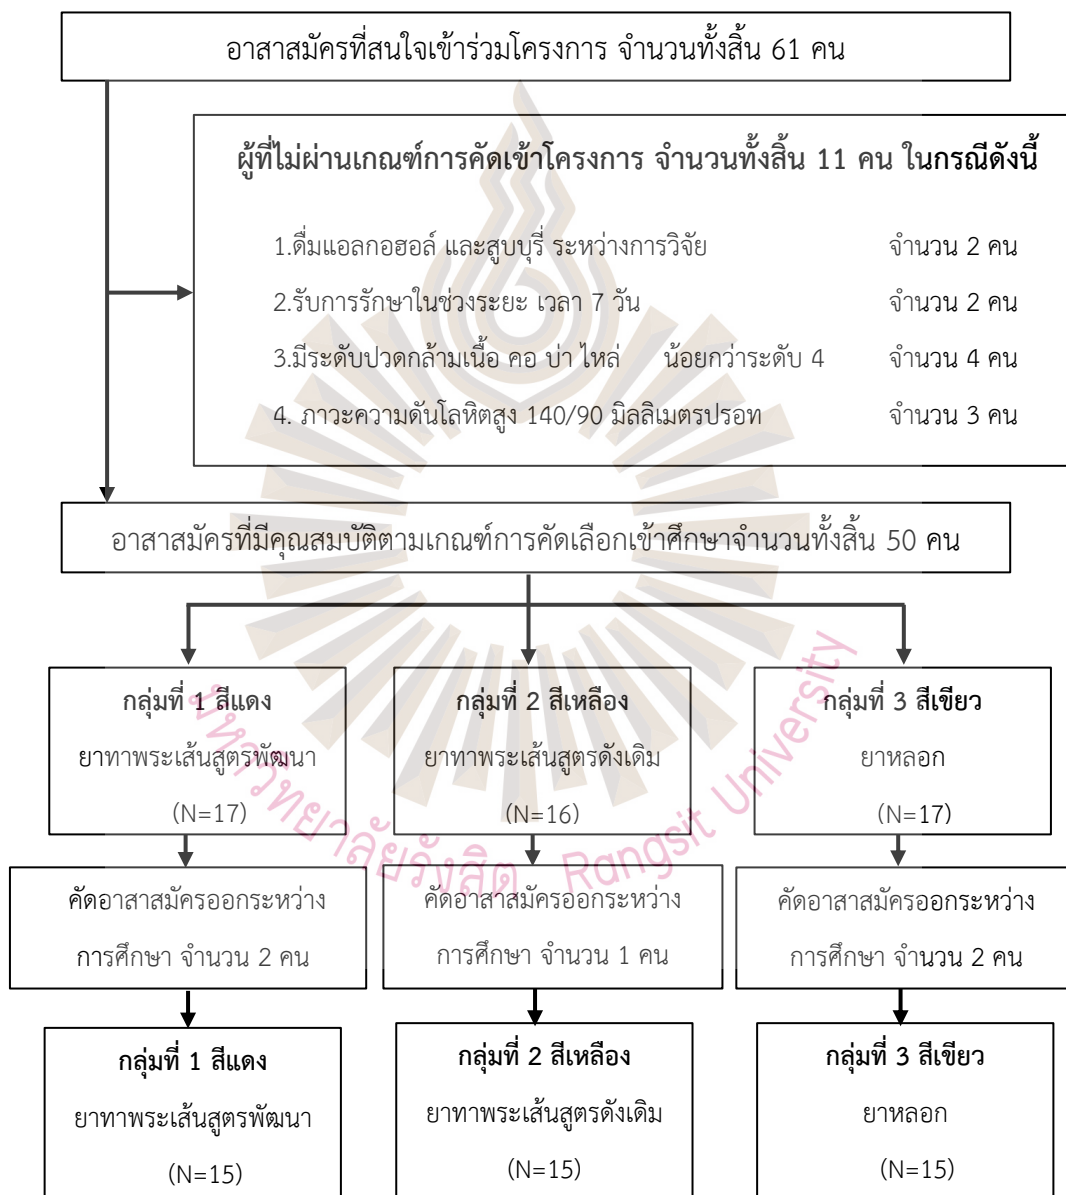 อาสาสมัครที่สนใจเข้าร่วมโครงการ จำนวนทั้งสิ้น 61 คน
ผู้ที่ไม่ผ่านเกณฑ์การคัดเข้าโครงการ จำนวนทั้งสิ้น 11 คน ในกรณีดังนี้
1.ดื่มแอลกอฮอล์ และสูบบุรี่ ระหว่างการวิจัย จำนวน 2 คน
2.รับการรักษาในช่วงระยะ เวลา 7 วัน จำนวน 2 คน
3.มีระดับปวดกล้ามเนื้อ คอ บ่า ไหล่ น้อยกว่าระดับ 4 จำนวน 4 คน
4. ภาวะความดันโลหิตสูง 140/90 มิลลิเมตรปรอท จำนวน 3 คน
อาสาสมัครที่มีคุณสมบัติตามเกณฑ์การคัดเลือกเข้าศึกษาจำนวนทั้งสิ้น 50 คน
กลุ่มที่ 1 สีแดง
ยาทาพระเส้นสูตรพัฒนา
(N=17)
กลุ่มที่ 2 สีเหลือง
ยาทาพระเส้นสูตรดังเดิม
(N=16)
กลุ่มที่ 3 สีเขียว
ยาหลอก
(N=17)
มหาวิทยาลัยรังสิต Rangsit University
คัดอาสาสมัครออกระหว่าง
การศึกษา จำนวน 2 คน
คัดอาสาสมัครออกระหว่าง
การศึกษา จำนวน 1 คน
คัดอาสาสมัครออกระหว่าง
การศึกษา จำนวน 2 คน
กลุ่มที่ 1 สีแดง
ยาทาพระเส้นสูตรพัฒนา
(N=15)
กลุ่มที่ 2 สีเหลือง
ยาทาพระเส้นสูตรดังเดิม
(N=15)
กลุ่มที่ 3 สีเขียว
ยาหลอก
(N=15)